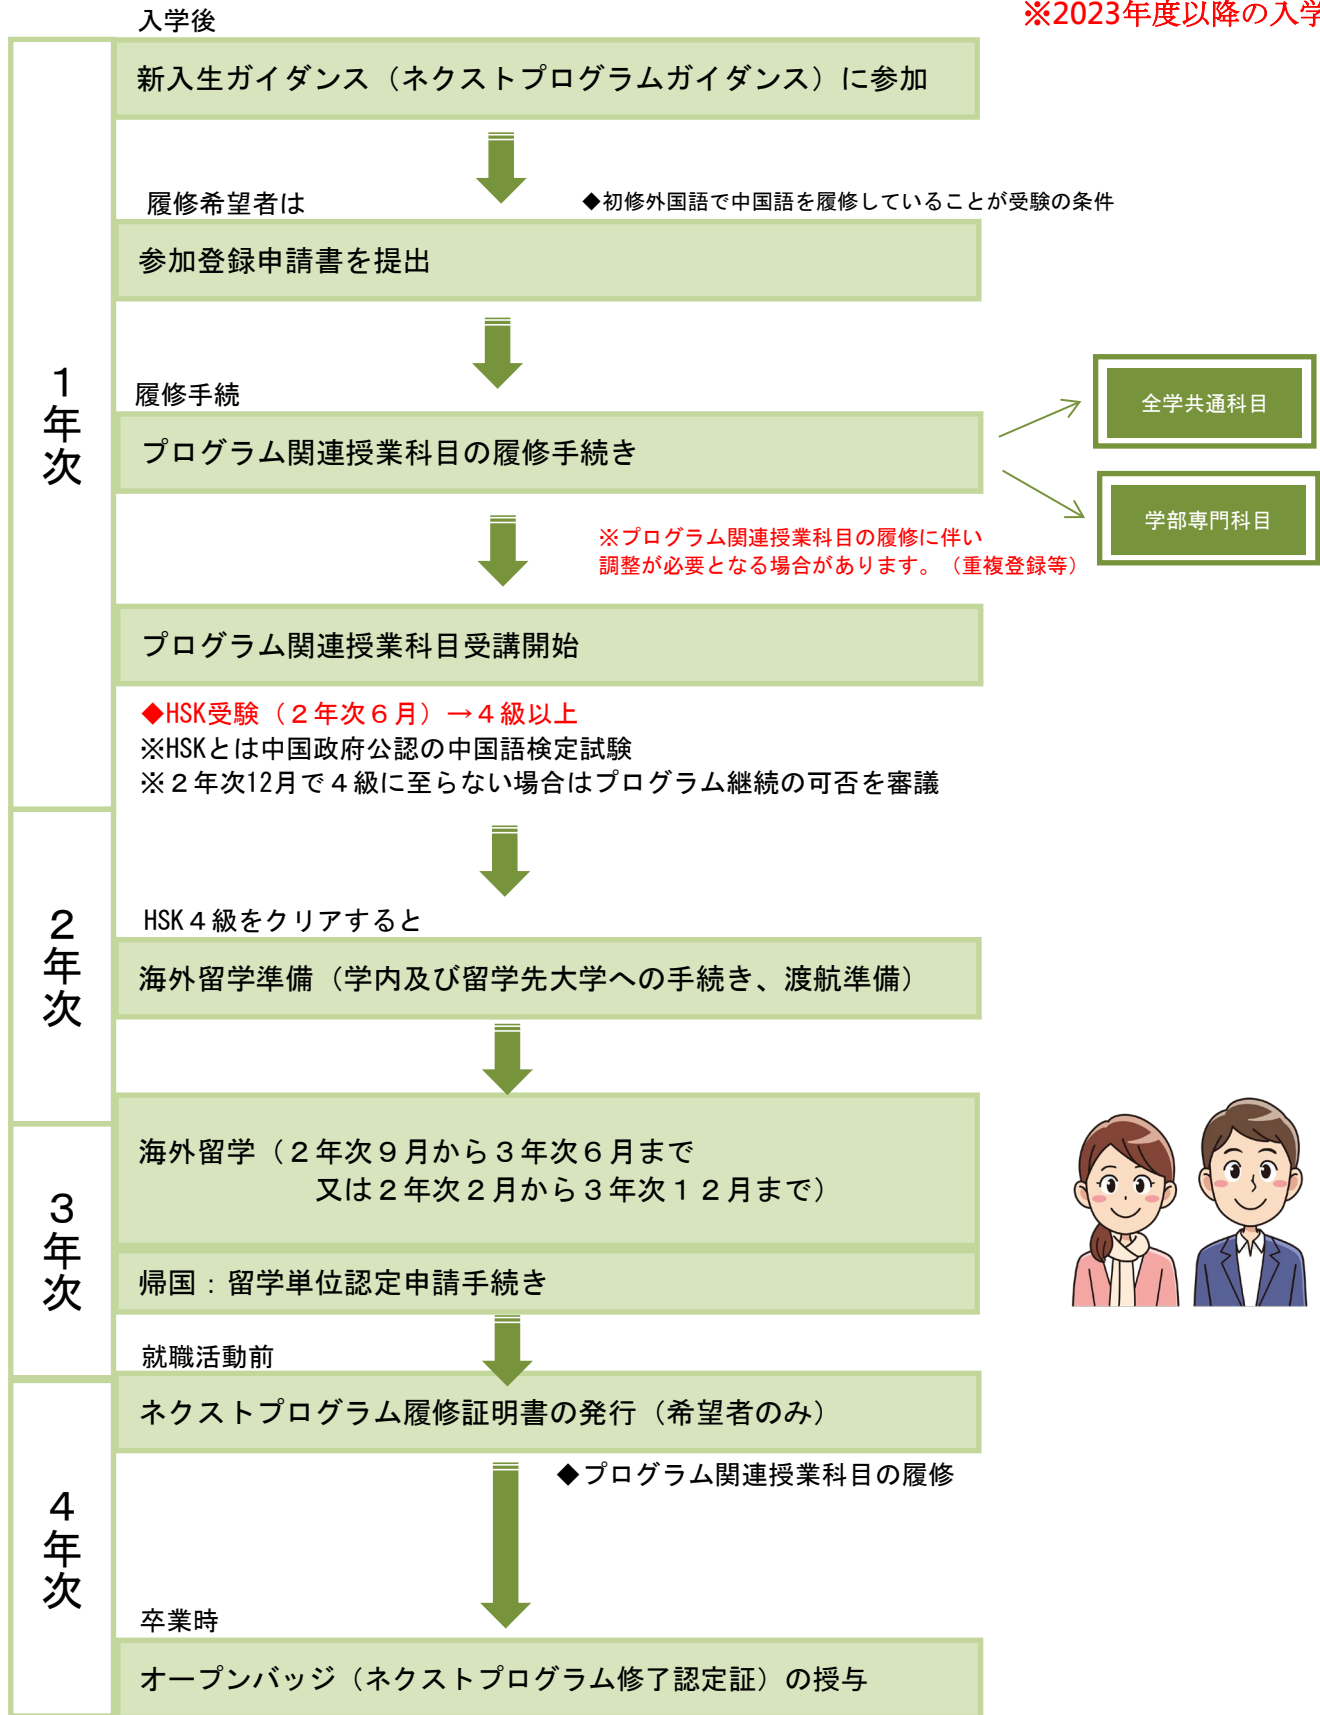 入学後
※2023年度以降の入学
新入生ガイダンス（ネクストプログラムガイダンス）に参加
履修希望者は
◆初修外国語で中国語を履修していることが受験の条件
参加登録申請書を提出
1年次
履修手続
プログラム関連授業科目の履修手続き
全学共通科目
学部専門科目
※プログラム関連授業科目の履修に伴い
調整が必要となる場合があります。（重複登録等）
プログラム関連授業科目受講開始
◆HSK受験（２年次６月）→４級以上
※HSKとは中国政府公認の中国語検定試験
※２年次12月で４級に至らない場合はプログラム継続の可否を審議
2年次
HSK４級をクリアすると
海外留学準備（学内及び留学先大学への手続き、渡航準備）
3年次
海外留学（２年次９月から３年次６月まで
又は２年次２月から３年次１２月まで）
帰国：留学単位認定申請手続き
就職活動前
ネクストプログラム履修証明書の発行（希望者のみ）
4年次
◆プログラム関連授業科目の履修
卒業時
オープンバッジ（ネクストプログラム修了認定証）の授与